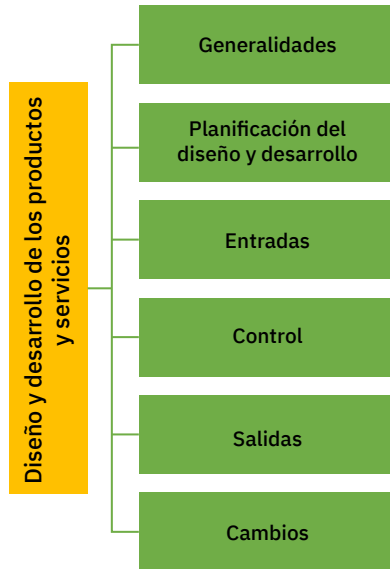 Diseño y desarrollo de los productos
y servicios
Generalidades
Planificación del
diseño y desarrollo
Entradas
Control
Salidas
Cambios